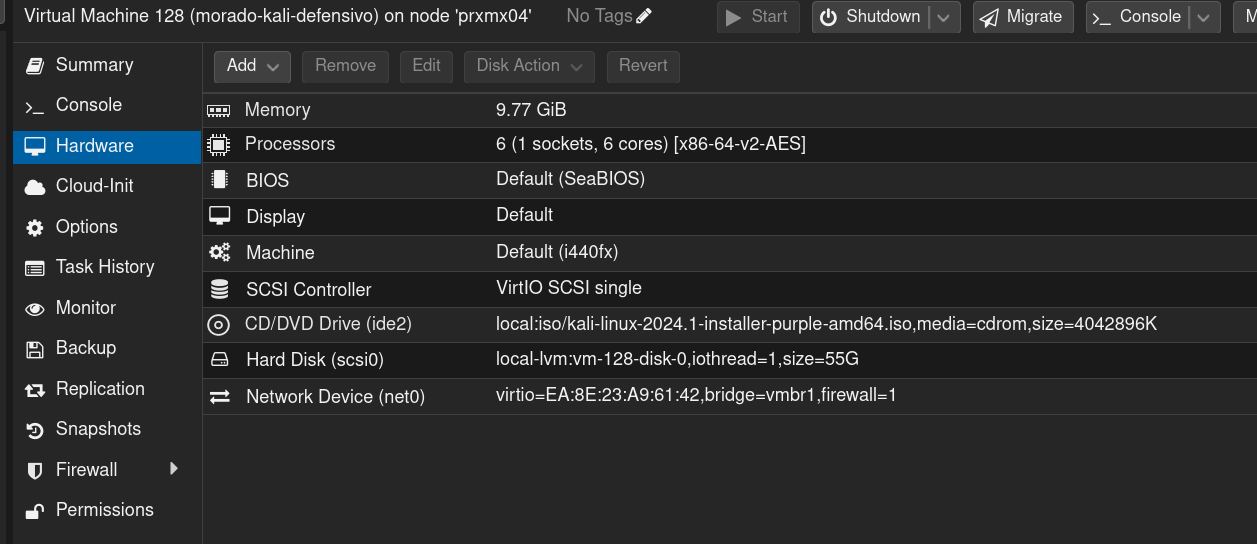 Virtual Machine 128 (morado-kali-defensivo) on node 'prxmx04' No Tags Start Shutdown Migrate Console M
Summary
Console
Hardware
Cloud-Init
Options
Task History
Monitor
Backup
Replication
Snapshots
Firewall
Permissions
Add Remove Edit Disk Action Revert
Memory 9.77 GiB
Processors 6 (1 sockets, 6 cores) [x86-64-v2-AES]
BIOS Default (SeaBIOS)
Display Default
Machine Default (i440fx)
SCSI Controller VirtIO SCSI single
CD/DVD Drive (ide2) local:iso/kali-linux-2024.1-installer-purple-amd64.iso,media=cdrom,size=4042896K
Hard Disk (scsi0) local-lvm:vm-128-disk-0,iothread=1,size=55G
Network Device (net0) virtio=EA:8E:23:A9:61:42,bridge=vmbr1,firewall=1